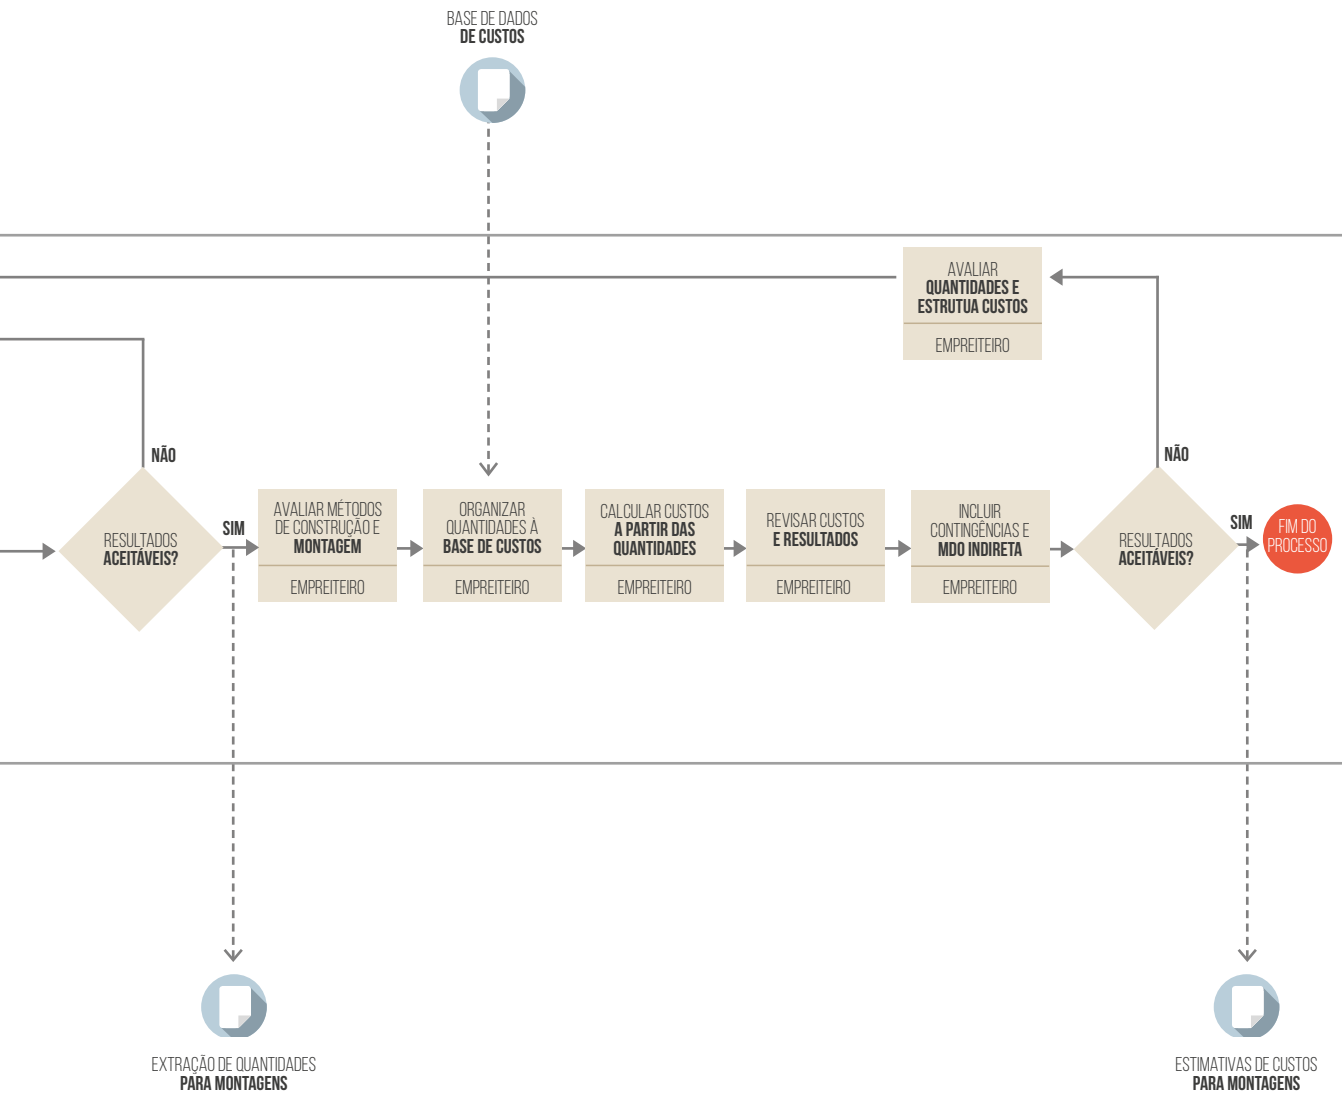 BASE DE DADOS
DE CUSTOS
AVALIAR
QUANTIDADES E
ESTRUTUA CUSTOS
EMPREITEIRO
NÃO
RESULTADOS
ACEITÁVEIS?
SIM
AVALIAR MÉTODOS
DE CONSTRUÇÃO E
MONTAGEM
EMPREITEIRO
ORGANIZAR
QUANTIDADES À
BASE DE CUSTOS
EMPREITEIRO
CALCULAR CUSTOS
A PARTIR DAS
QUANTIDADES
EMPREITEIRO
REVISAR CUSTOS
E RESULTADOS
EMPREITEIRO
INCLUIR
CONTINGÊNCIAS E
MDO INDIRETA
EMPREITEIRO
NÃO
RESULTADOS
ACEITÁVEIS?
SIM
FIM DO
PROCESSO
EXTRAÇÃO DE QUANTIDADES
PARA MONTAGENS
ESTIMATIVAS DE CUSTOS
PARA MONTAGENS